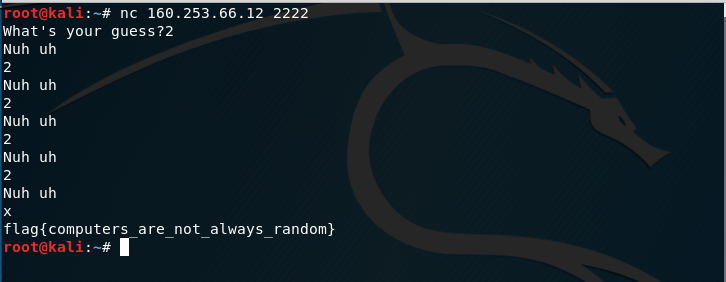 root@kali:~# nc 160.253.66.12 2222
What's your guess?2
Nuh uh
2
Nuh uh
2
Nuh uh
2
Nuh uh
2
Nuh uh
x
flag{computers_are_not_always_random}
root@kali:~#